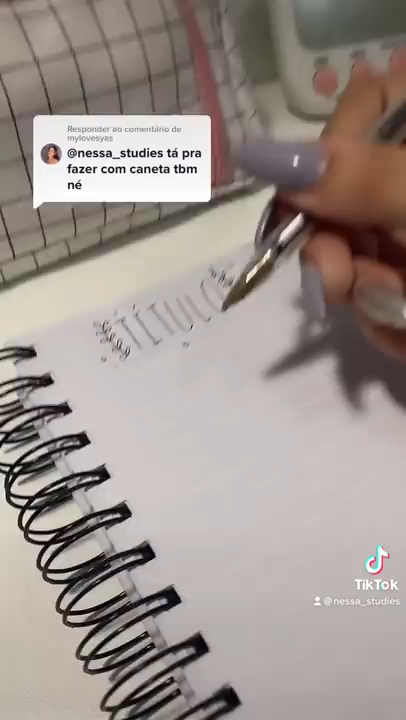 Responder ao comentário de
mylovesyas
@nessa_studies tá pra
fazer com caneta tbm
né
TÍTULO
TikTok
@nessa_studies